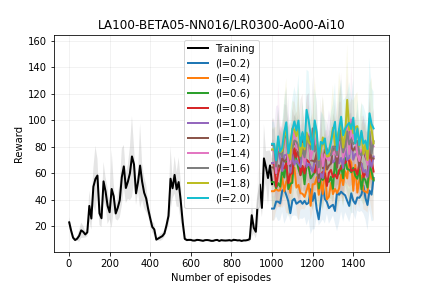 LA100-BETA05-NN016/LR0300-Ao00-Ai10
160
140
120
100
80
60
40
20
Reward
Training
(l=0.2)
(l=0.4)
(l=0.6)
(l=0.8)
(l=1.0)
(l=1.2)
(l=1.4)
(l=1.6)
(l=1.8)
(l=2.0)
0 200 400 600 800 1000 1200 1400
Number of episodes